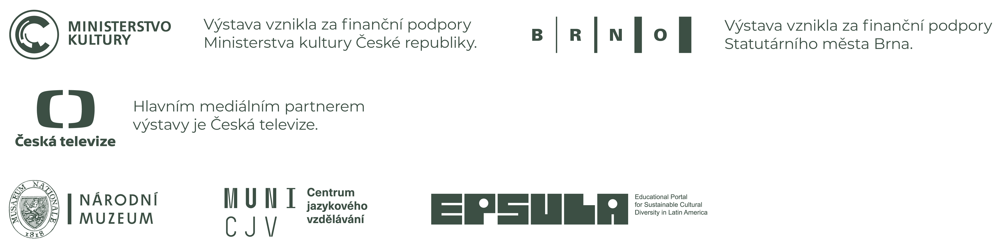 MINISTERSTVO
KULTURY
Výstava vznikla za finanční podpory
Ministerstva kultury České republiky.
B R N O
Výstava vznikla za finanční podpory
Statutárního města Brna.
Česká televize
Hlavním mediálním partnerem
výstavy je Česká televize.
MUSAEUM NATIONALE
1818
NÁRODNÍ
MUZEUM
MUNI
CJV
Centrum
jazykového
vzdělávání
EPSULA
Educational Portal
for Sustainable Cultural
Diversity in Latin America